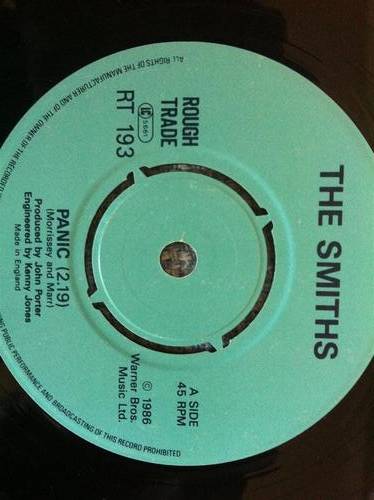 THE SMITHS
ROUGH
TRADE
RT 193
A SIDE
45 RPM
© 1986
Warner Bros.
Music Ltd.
PANIC (2.19)
(Morrissey and Marr)
Produced by John Porter
Engineered by Kenny Jones
Made in England
ALL RIGHTS OF THE MANUFACTURER AND OF THE OWNER OF THE RECORDED
PUBLIC PERFORMANCE AND BROADCASTING OF THIS RECORD PROHIBITED